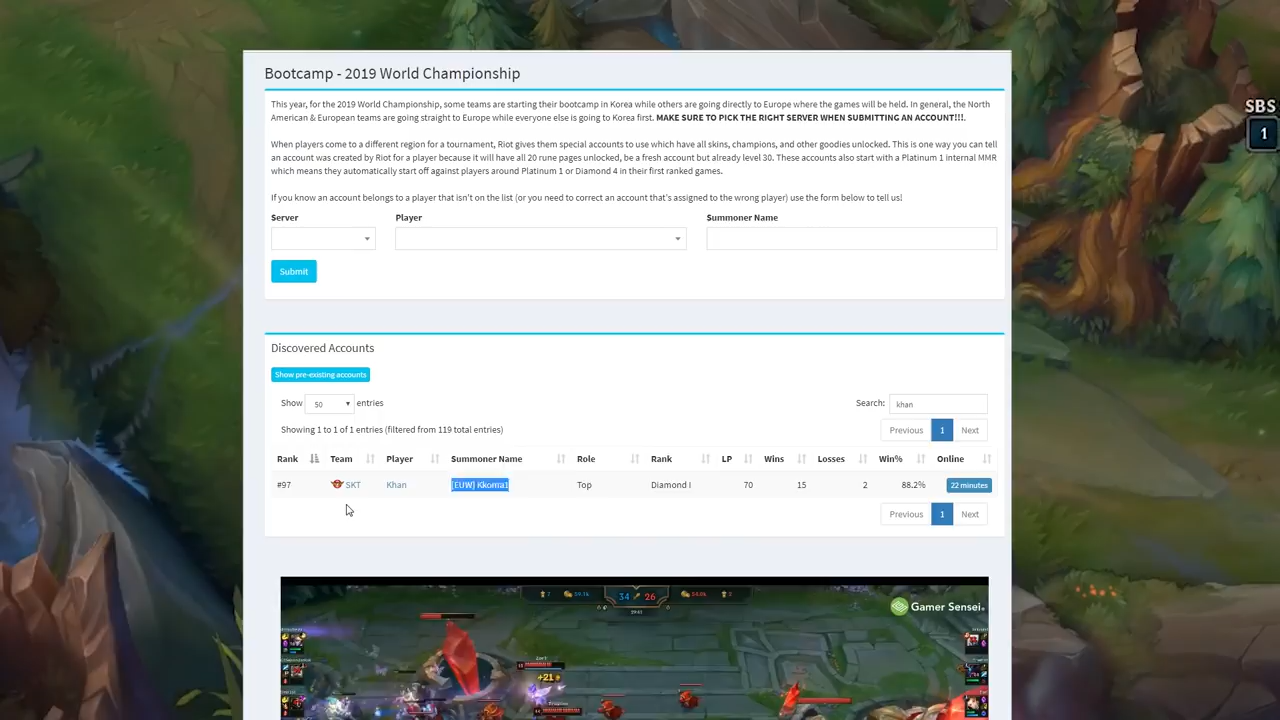 Bootcamp - 2019 World Championship
SBS
1
This year, for the 2019 World Championship, some teams are starting their bootcamp in Korea while others are going directly to Europe where the games will be held. In general, the North
American & European teams are going straight to Europe while everyone else is going to Korea first. MAKE SURE TO PICK THE RIGHT SERVER WHEN SUBMITTING AN ACCOUNT!!!.
When players come to a different region for a tournament, Riot gives them special accounts to use which have all skins, champions, and other goodies unlocked. This is one way you can tell
an account was created by Riot for a player because it will have all 20 rune pages unlocked, be a fresh account but already level 30. These accounts also start with a Platinum 1 internal MMR
which means they automatically start off against players around Platinum 1 or Diamond 4 in their first ranked games.
If you know an account belongs to a player that isn't on the list (or you need to correct an account that's assigned to the wrong player) use the form below to tell us!
Server Player Summoner Name
Submit
Discovered Accounts
Show pre-existing accounts
Show 50 entries Search: khan
Showing 1 to 1 of 1 entries (filtered from 119 total entries) Previous 1 Next
Rank Team Player Summoner Name Role Rank LP Wins Losses Win% Online
#97 SKT Khan [EUW] Kkoma1 Top Diamond I 70 15 2 88.2% 22 minutes
Previous 1 Next
34 26
Gamer Sensei
+21